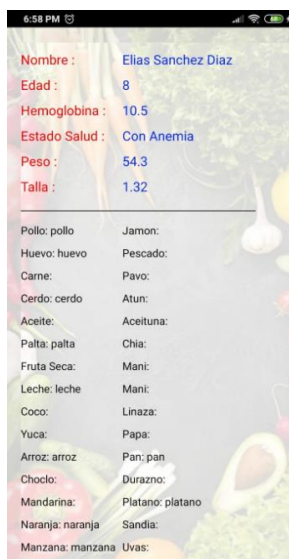 6:58 PM
Nombre : Elias Sanchez Diaz
Edad : 8
Hemoglobina : 10.5
Estado Salud : Con Anemia
Peso : 54.3
Talla : 1.32
Pollo: pollo Jamon:
Huevo: huevo Pescado:
Carne: Pavo:
Cerdo: cerdo Atun:
Aceite: Aceituna:
Palta: palta Chia:
Fruta Seca: Mani:
Leche: leche Mani:
Coco: Linaza:
Yuca: Papa:
Arroz: arroz Pan: pan
Choclo: Durazno:
Mandarina: Platano: platano
Naranja: naranja Sandia:
Manzana: manzana Uvas: